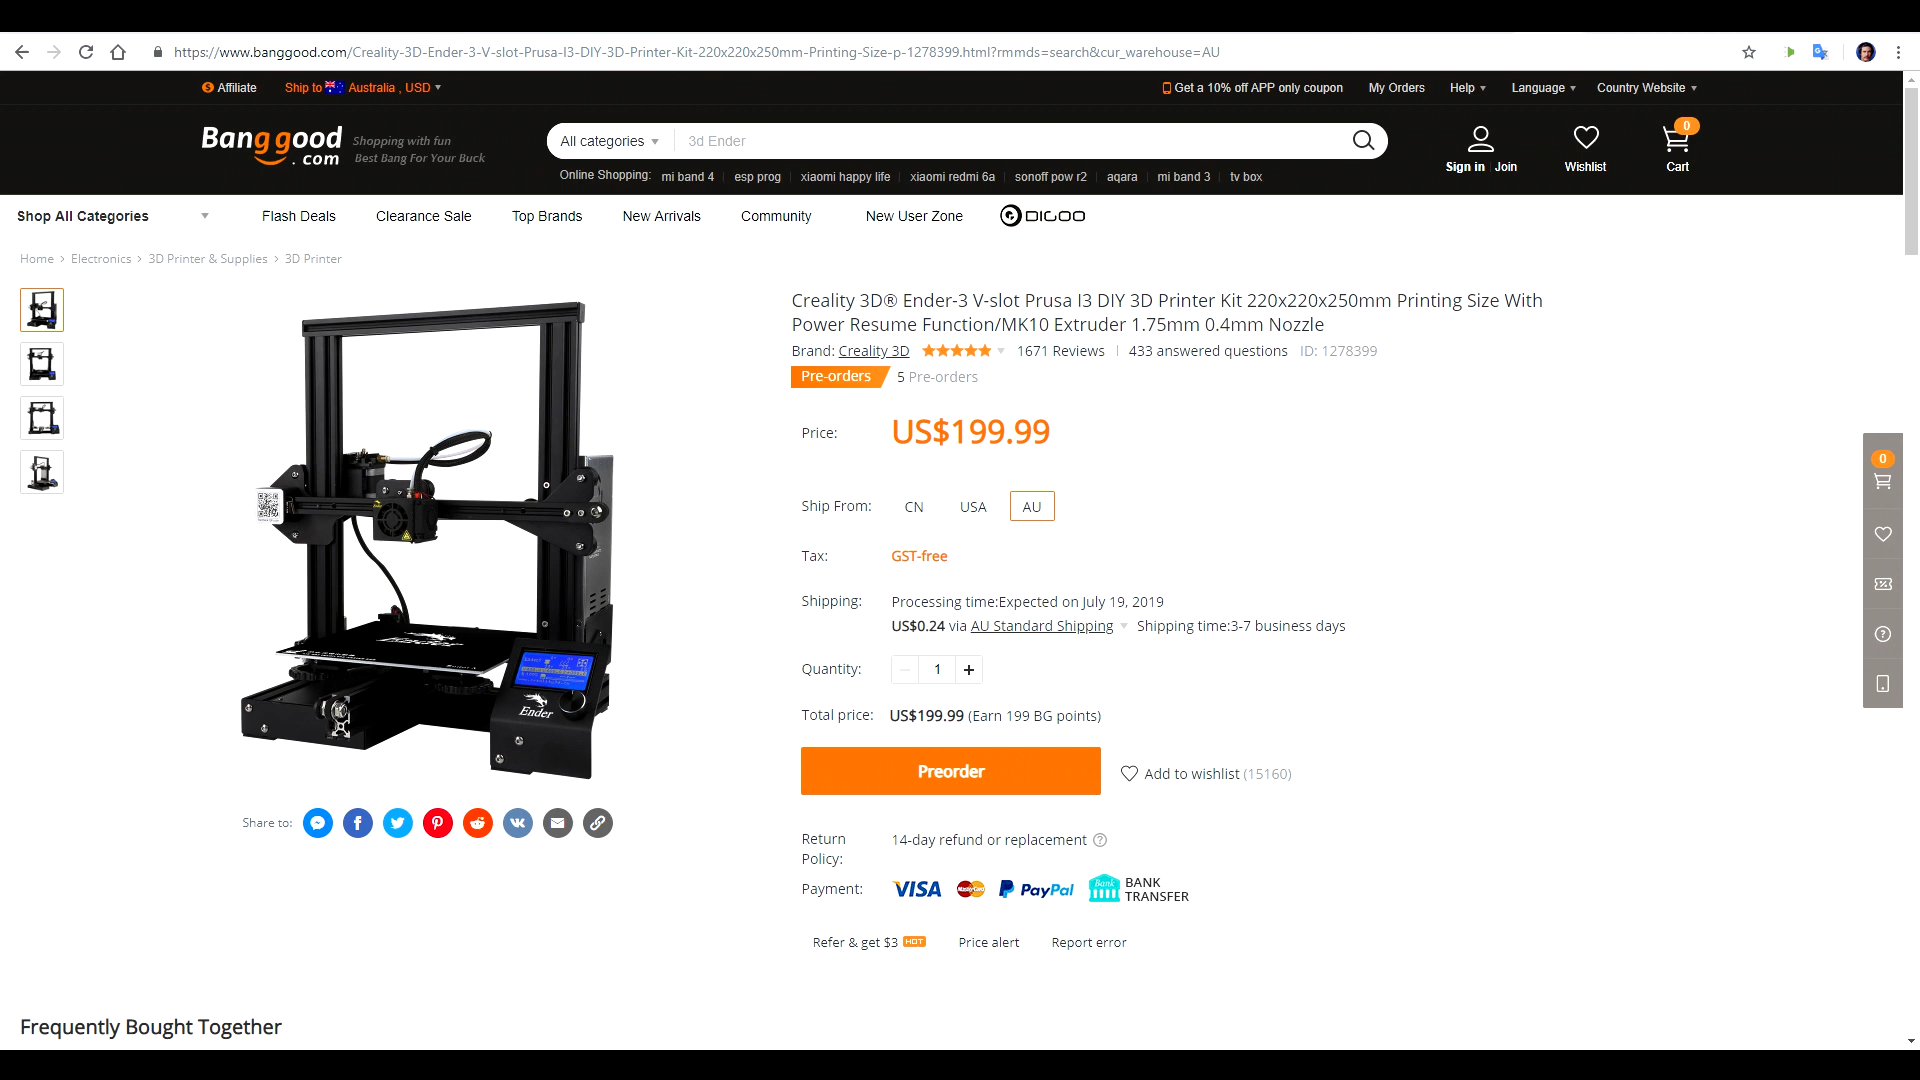 https://www.banggood.com/Creality-3D-Ender-3-V-slot-Prusa-I3-DIY-3D-Printer-Kit-220x220x250mm-Printing-Size-p-1278399.html?rmmds=search&cur_warehouse=AU
Affiliate Ship to Australia , USD Get a 10% off APP only coupon My Orders Help Language Country Website
Banggood.com Shopping with fun
Best Bang For Your Buck
All categories 3d Ender
0
Sign in Join Wishlist Cart
Online Shopping: mi band 4 esp prog xiaomi happy life xiaomi redmi 6a sonoff pow r2 aqara mi band 3 tv box
Shop All Categories Flash Deals Clearance Sale Top Brands New Arrivals Community New User Zone DIGOO
Home > Electronics > 3D Printer & Supplies > 3D Printer
Creality 3D® Ender-3 V-slot Prusa I3 DIY 3D Printer Kit 220x220x250mm Printing Size With
Power Resume Function/MK10 Extruder 1.75mm 0.4mm Nozzle
Brand: Creality 3D 1671 Reviews 433 answered questions ID: 1278399
Pre-orders 5 Pre-orders
Price: US$199.99
Ship From: CN USA AU
Tax: GST-free
Shipping: Processing time:Expected on July 19, 2019
US$0.24 via AU Standard Shipping Shipping time:3-7 business days
Quantity: − 1 +
Total price: US$199.99 (Earn 199 BG points)
Preorder Add to wishlist (15160)
Ender
Ender
Share to:
Return
Policy: 14-day refund or replacement
Payment: VISA MasterCard PayPal Bank BANK
TRANSFER
Refer & get $3 HOT Price alert Report error
0
Frequently Bought Together